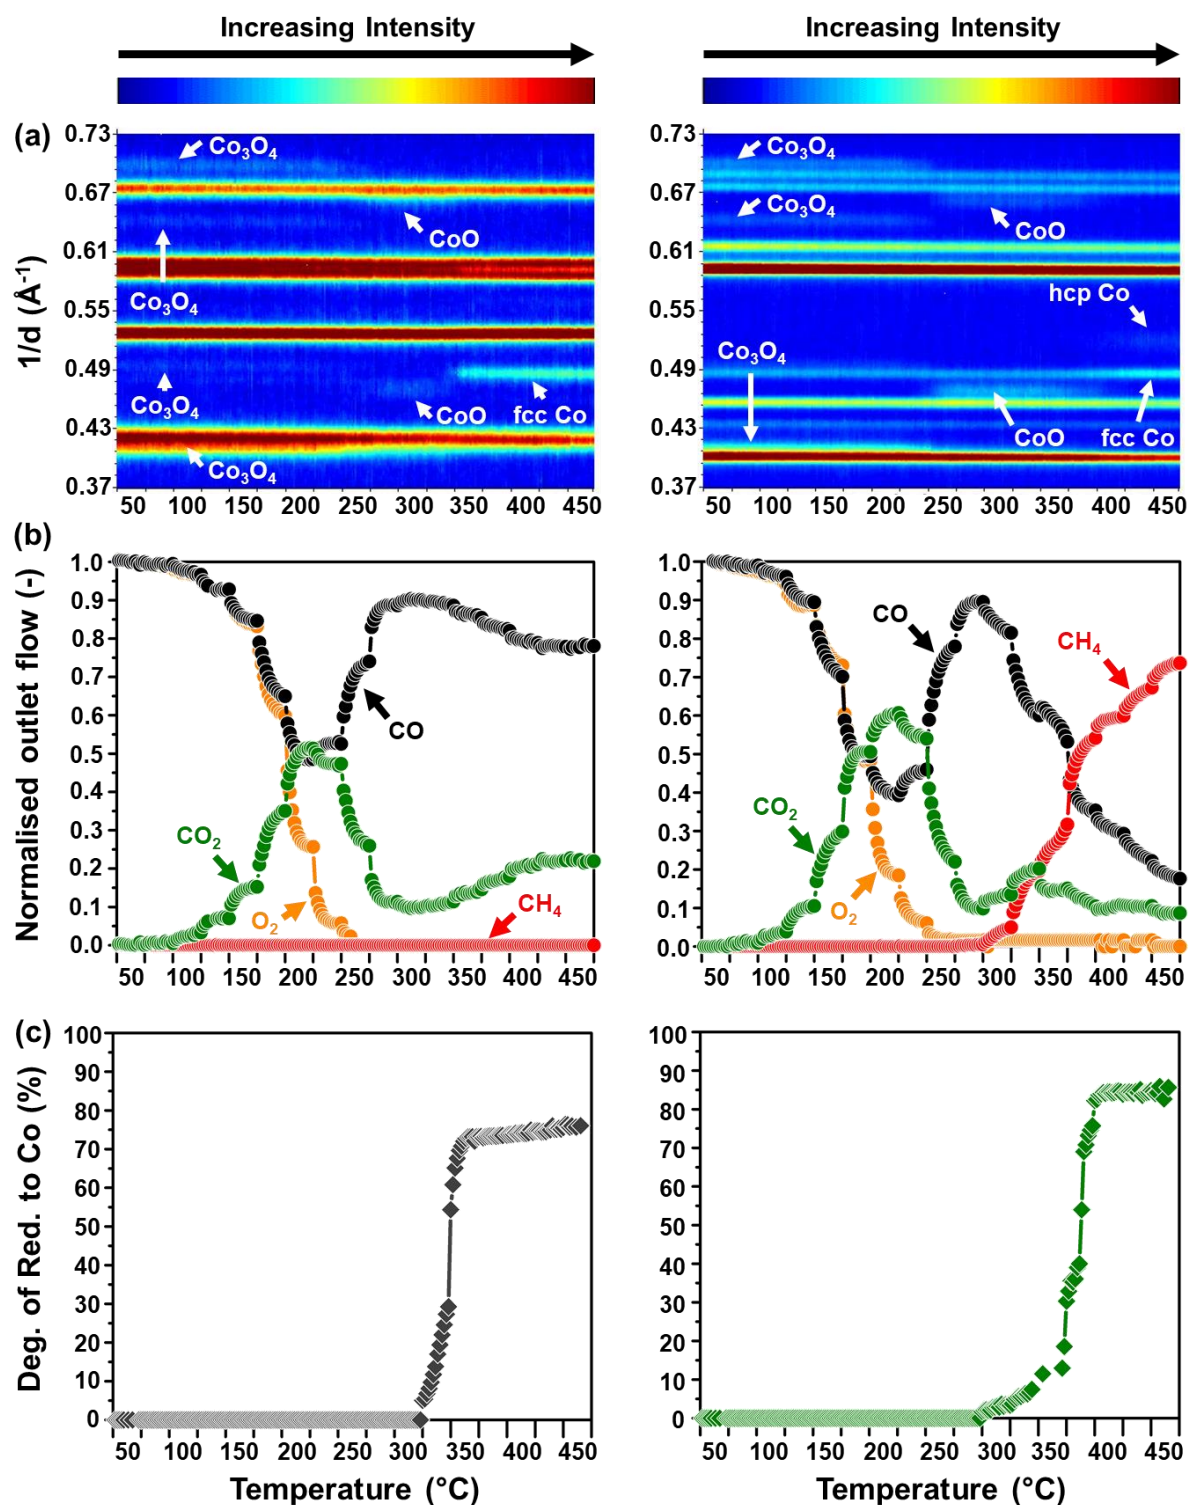 Increasing Intensity
Increasing Intensity
(a)
1/d (Å⁻¹)
0.73
0.67
0.61
0.55
0.49
0.43
0.37
Co₃O₄
CoO
Co₃O₄
Co₃O₄
CoO
fcc Co
Co₃O₄
50 100 150 200 250 300 350 400 450
0.73
0.67
0.61
0.55
0.49
0.43
0.37
Co₃O₄
Co₃O₄
CoO
hcp Co
Co₃O₄
CoO
fcc Co
50 100 150 200 250 300 350 400 450
(b)
Normalised outlet flow (-)
1.0
0.9
0.8
0.7
0.6
0.5
0.4
0.3
0.2
0.1
0.0
CO
CO₂
O₂
CH₄
50 100 150 200 250 300 350 400 450
1.0
0.9
0.8
0.7
0.6
0.5
0.4
0.3
0.2
0.1
0.0
CO
CH₄
CO₂
O₂
50 100 150 200 250 300 350 400 450
(c)
Deg. of Red. to Co (%)
100
90
80
70
60
50
40
30
20
10
0
50 100 150 200 250 300 350 400 450
Temperature (°C)
100
90
80
70
60
50
40
30
20
10
0
50 100 150 200 250 300 350 400 450
Temperature (°C)